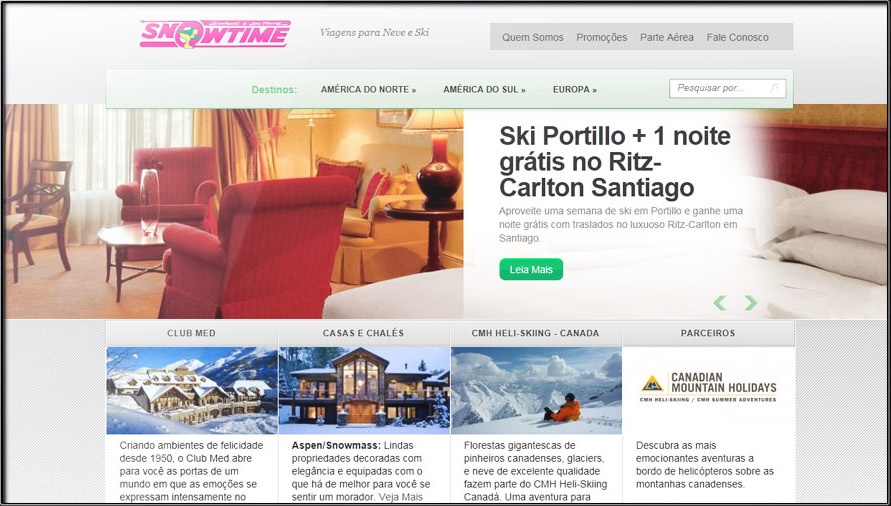 SNOWTIME
Viagens para Neve e Ski
Quem Somos Promoções Parte Aérea Fale Conosco
Destinos: AMÉRICA DO NORTE » AMÉRICA DO SUL » EUROPA » Pesquisar por...
Ski Portillo + 1 noite
grátis no Ritz-
Carlton Santiago
Aproveite uma semana de ski em Portillo e ganhe uma
noite grátis com traslados no luxuoso Ritz-Carlton em
Santiago.
Leia Mais
CLUB MED
Criando ambientes de felicidade
desde 1950, o Club Med abre
para você as portas de um
mundo em que as emoções se
expressam intensamente no
CASAS E CHALÉS
Aspen/Snowmass: Lindas
propriedades decoradas com
elegância e equipadas com o
que há de melhor para você se
sentir um morador. Veja Mais
CMH HELI-SKIING - CANADA
Florestas gigantescas de
pinheiros canadenses, glaciers,
e neve de excelente qualidade
fazem parte do CMH Heli-Skiing
Canadá. Uma aventura para
PARCEIROS
CANADIAN
MOUNTAIN HOLIDAYS
CMH HELI-SKIING / CMH SUMMER ADVENTURES
Descubra as mais
emocionantes aventuras a
bordo de helicópteros sobre as
montanhas canadenses.